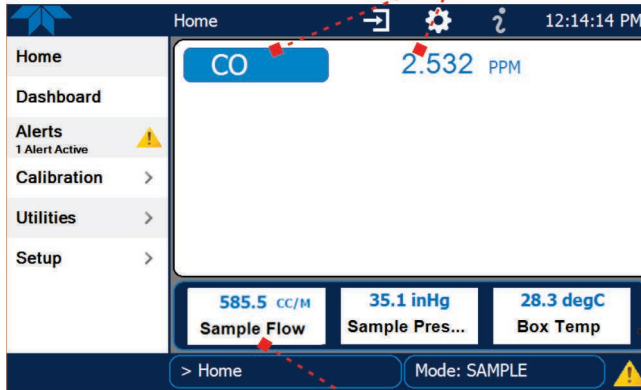 Home
12:14:14 PM
Home
Dashboard
Alerts
1 Alert Active
Calibration >
Utilities >
Setup >
CO 2.532 PPM
585.5 CC/M
Sample Flow
35.1 inHg
Sample Pres...
28.3 degC
Box Temp
> Home
Mode: SAMPLE